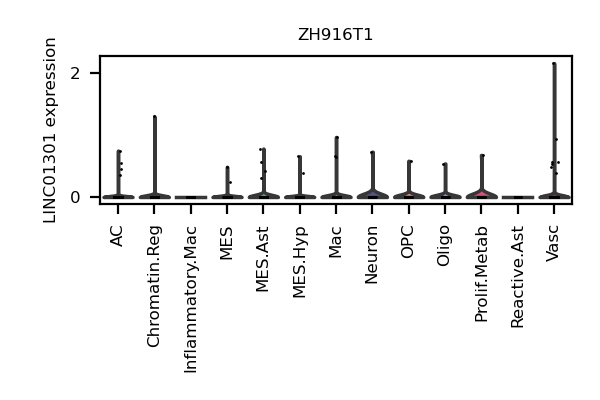 ZH916T1
LINC01301 expression
2
0
AC
Chromatin.Reg
Inflammatory.Mac
MES
MES.Ast
MES.Hyp
Mac
Neuron
OPC
Oligo
Prolif.Metab
Reactive.Ast
Vasc